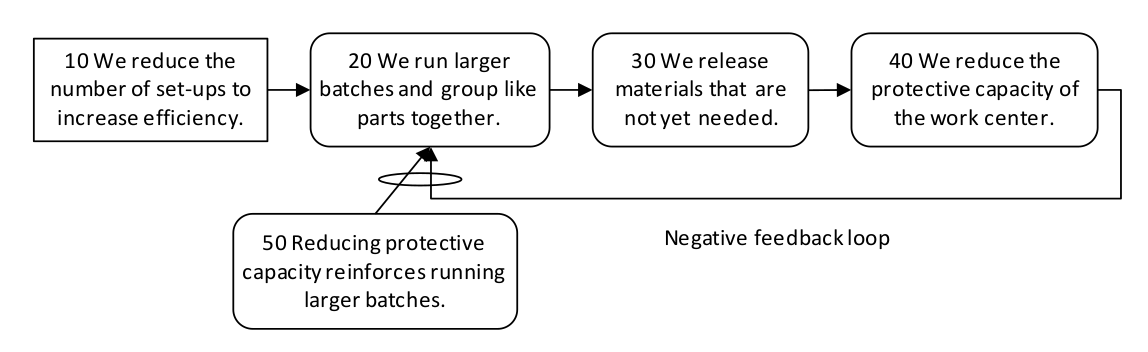 10 We reduce the
number of set-ups to
increase efficiency.
20 We run larger
batches and group like
parts together.
30 We release
materials that are
not yet needed.
40 We reduce the
protective capacity of
the work center.
50 Reducing protective
capacity reinforces running
larger batches.
Negative feedback loop